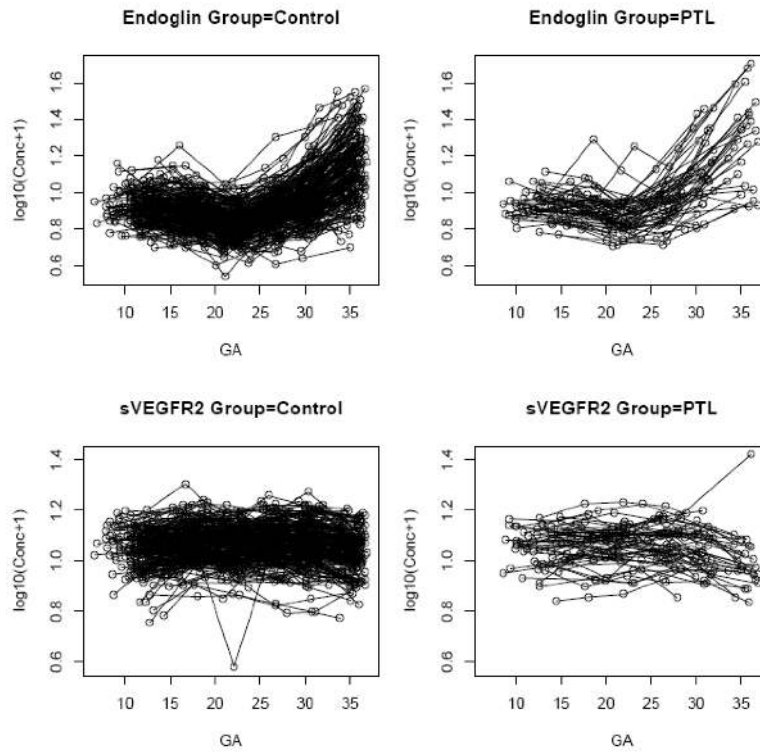 Endoglin Group=Control
log10(Conc+1)
0.6 0.8 1.0 1.2 1.4 1.6
10 15 20 25 30 35
GA
Endoglin Group=PTL
log10(Conc+1)
0.6 0.8 1.0 1.2 1.4 1.6
10 15 20 25 30 35
GA
sVEGFR2 Group=Control
log10(Conc+1)
0.6 0.8 1.0 1.2 1.4
10 15 20 25 30 35
GA
sVEGFR2 Group=PTL
log10(Conc+1)
0.6 0.8 1.0 1.2 1.4
10 15 20 25 30 35
GA